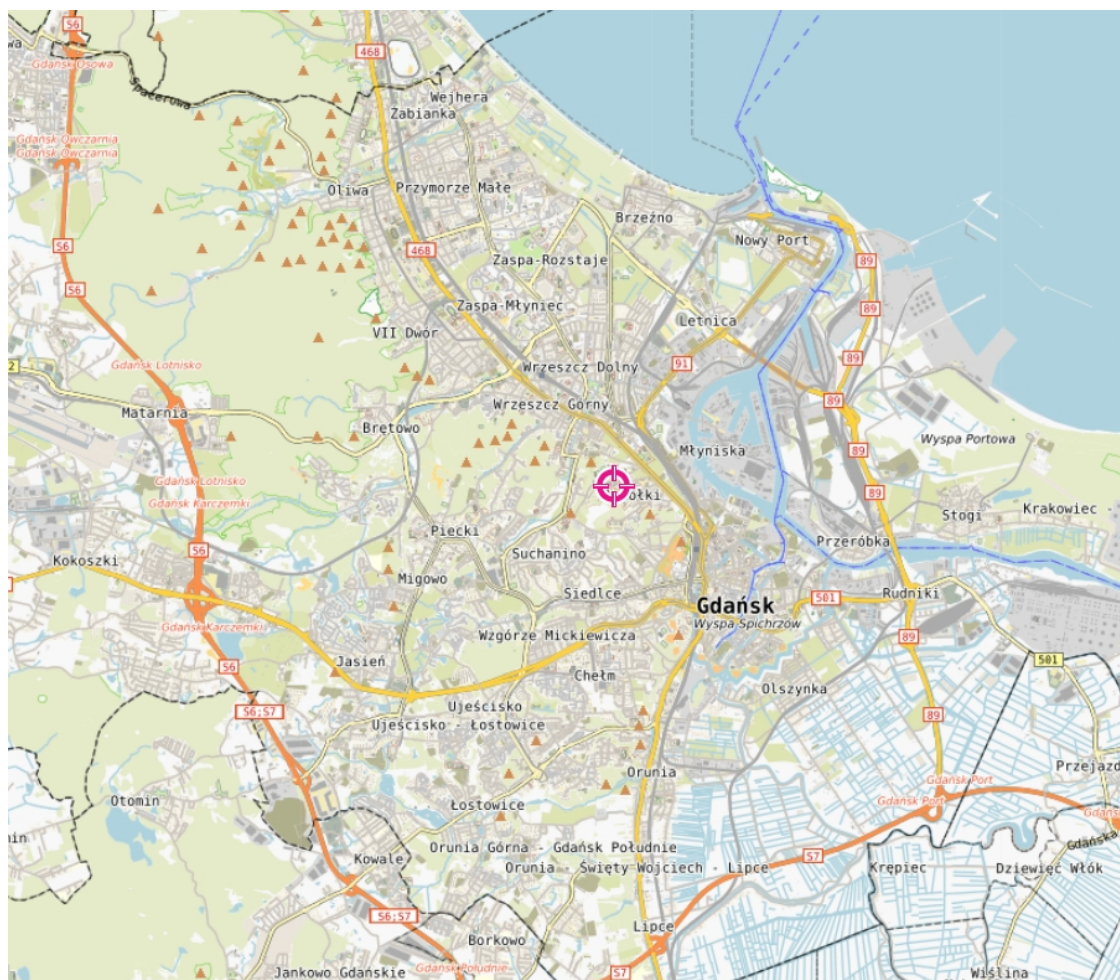 S6
Gdańsk Osowa
Spacerowa
468
Wejhera
Żabianka
Gdańsk Owczarnia
Gdańsk Owczarnia
Oliwa
Przymorze Małe
Brzeźno
Nowy Port
S6
468
89
Zaspa-Rozstaje
S6
Zaspa-Młyniec
89
VII Dwór
Letnica
Gdańsk Lotnisko
91
89
Wrzeszcz Dolny
2
Matarnia
Wrzeszcz Górny
89
Brętowo
Młyniska
89
Wyspa Portowa
Gdańsk Lotnisko
Gdańsk Karczemki
89
Piecki
Stogi
Krakowiec
S6
Suchanino
Przeróbka
Kokoszki
Migowo
Siedlce
501
Rudniki
Gdańsk
Wyspa Spichrzów
Gdańsk Karczemki
Wzgórze Mickiewicza
89
S6
Jasień
Chełm
501
Olszynka
S6;S7
Ujeścisko
Ujeścisko - Łostowice
89
Orunia
Przejazd
Gdańsk Port
Otomin
Łostowice
Gdańsk Port
Gdańska
Orunia Górna - Gdańsk Południe
Kowale
Orunia - Święty Wojciech - Lipce
S7
Krępiec
Dziewięć Włók
S6;S7
Lipce
Borkowo
Jankowo Gdańskie
Gdańsk Południe
S7
Wiślina